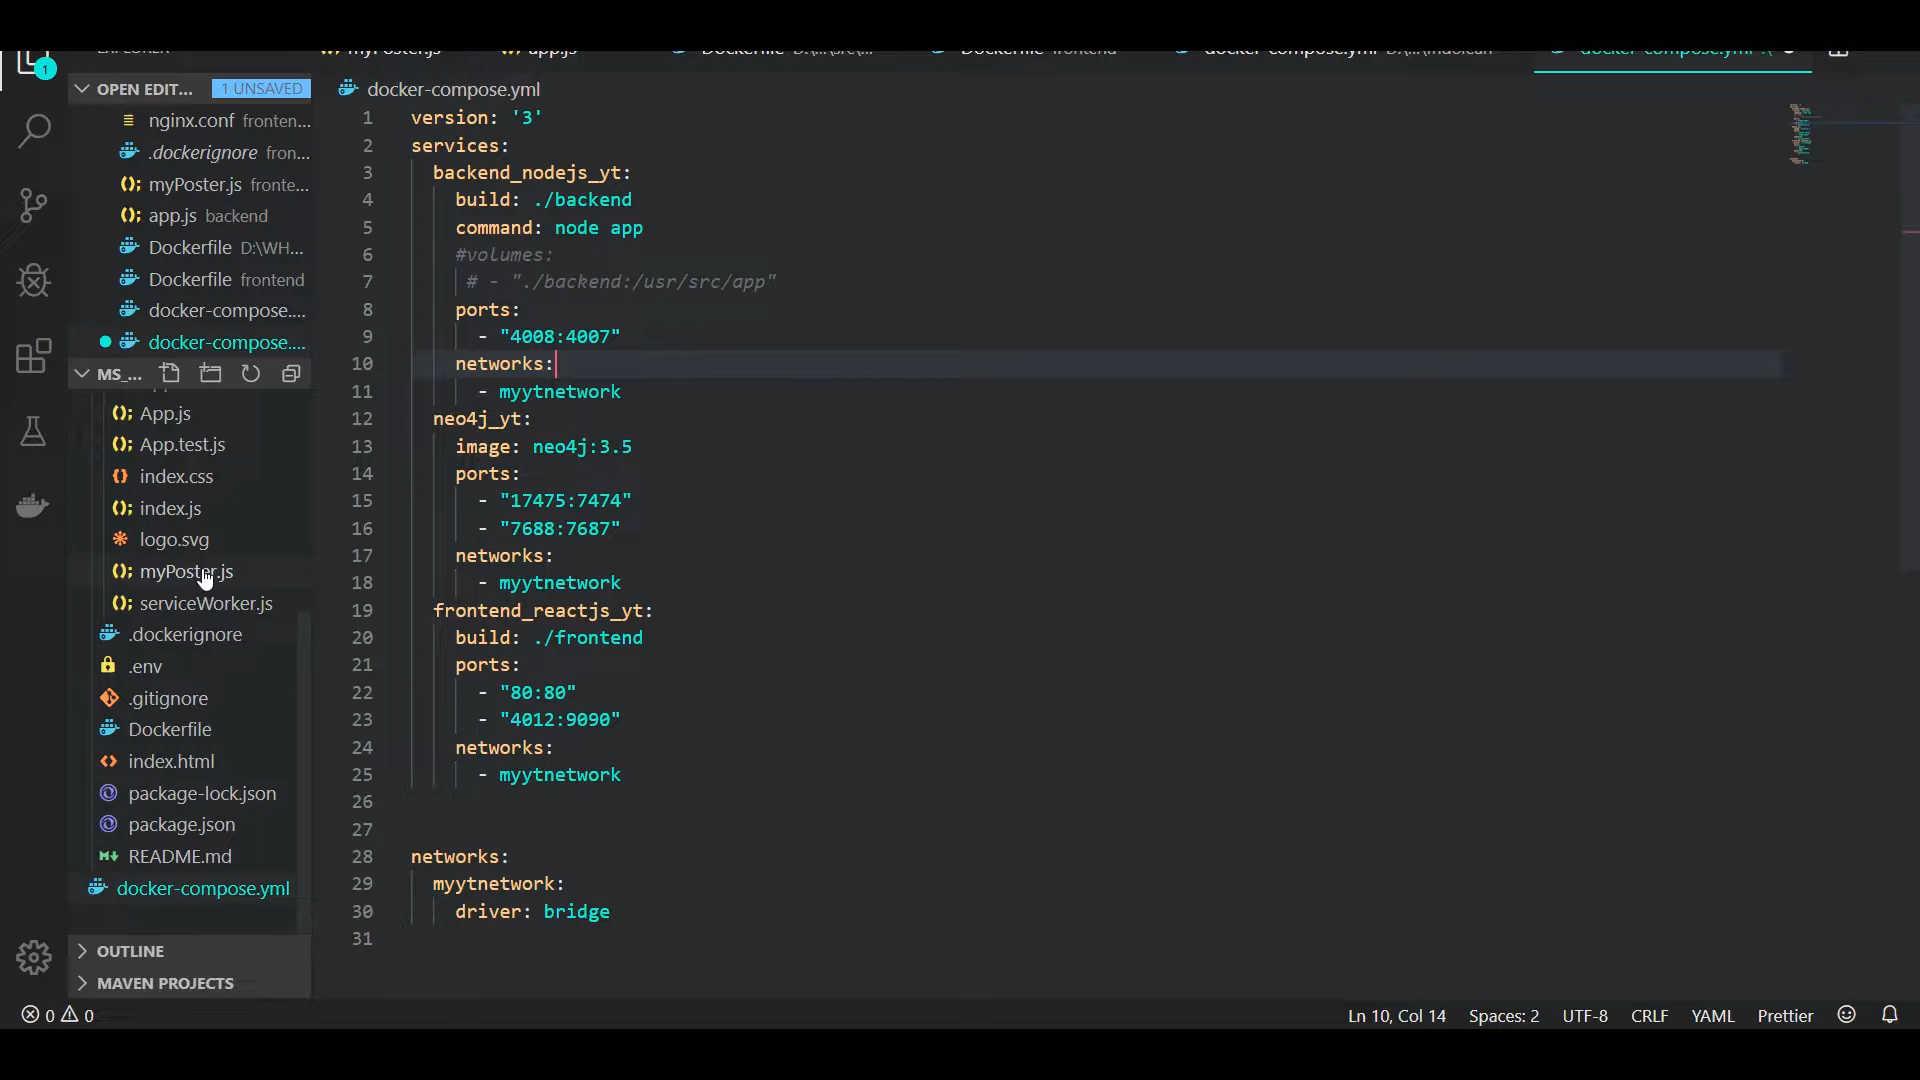 1
OPEN EDIT... 1 UNSAVED
nginx.conf fronten...
.dockerignore fron...
myPoster.js fronte...
app.js backend
Dockerfile D:\WH...
Dockerfile frontend
docker-compose....
docker-compose....
MS_...
App.js
App.test.js
index.css
index.js
logo.svg
myPoster.js
serviceWorker.js
.dockerignore
.env
.gitignore
Dockerfile
index.html
package-lock.json
package.json
README.md
docker-compose.yml
OUTLINE
MAVEN PROJECTS
docker-compose.yml
1 version: '3'
2 services:
3 backend_nodejs_yt:
4 build: ./backend
5 command: node app
6 #volumes:
7 # - "./backend:/usr/src/app"
8 ports:
9 - "4008:4007"
10 networks:
11 - myytnetwork
12 neo4j_yt:
13 image: neo4j:3.5
14 ports:
15 - "17475:7474"
16 - "7688:7687"
17 networks:
18 - myytnetwork
19 frontend_reactjs_yt:
20 build: ./frontend
21 ports:
22 - "80:80"
23 - "4012:9090"
24 networks:
25 - myytnetwork
26
27
28 networks:
29 myytnetwork:
30 driver: bridge
31
0 0 Ln 10, Col 14 Spaces: 2 UTF-8 CRLF YAML Prettier